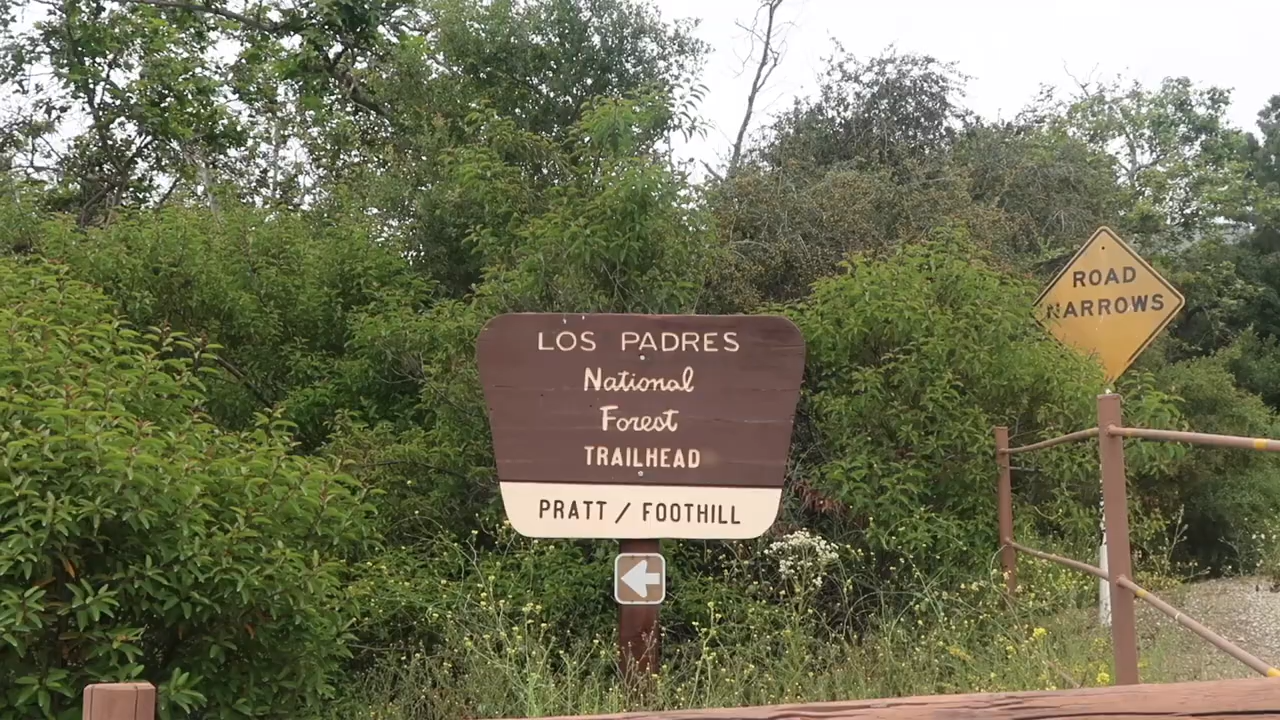 LOS PADRES
National
Forest
TRAILHEAD
PRATT / FOOTHILL
ROAD
NARROWS